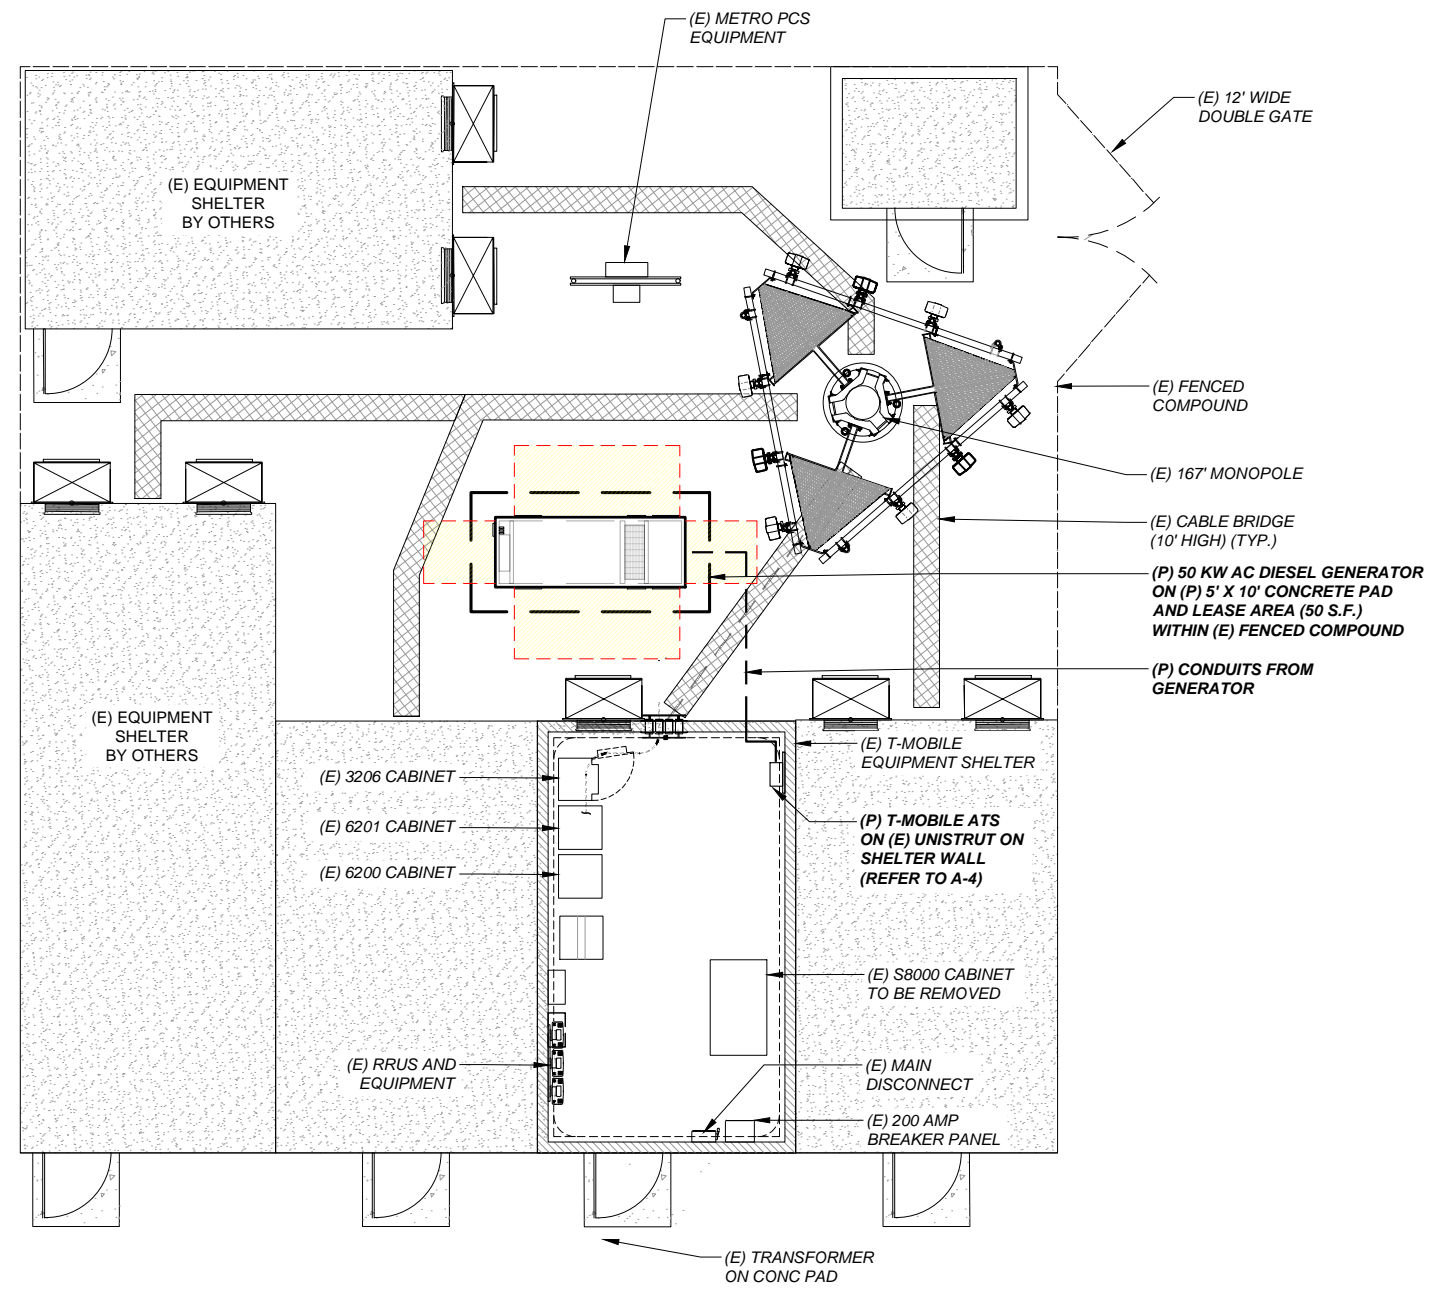 (E) METRO PCS
EQUIPMENT
(E) 12' WIDE
DOUBLE GATE
(E) EQUIPMENT
SHELTER
BY OTHERS
(E) FENCED
COMPOUND
(E) 167' MONOPOLE
(E) CABLE BRIDGE
(10' HIGH) (TYP.)
(P) 50 KW AC DIESEL GENERATOR
ON (P) 5' X 10' CONCRETE PAD
AND LEASE AREA (50 S.F.)
WITHIN (E) FENCED COMPOUND
(P) CONDUITS FROM
GENERATOR
(E) EQUIPMENT
SHELTER
BY OTHERS
(E) T-MOBILE
EQUIPMENT SHELTER
(E) 3206 CABINET
(E) 6201 CABINET
(E) 6200 CABINET
(P) T-MOBILE ATS
ON (E) UNISTRUT ON
SHELTER WALL
(REFER TO A-4)
(E) S8000 CABINET
TO BE REMOVED
(E) RRUS AND
EQUIPMENT
(E) MAIN
DISCONNECT
(E) 200 AMP
BREAKER PANEL
(E) TRANSFORMER
ON CONC PAD